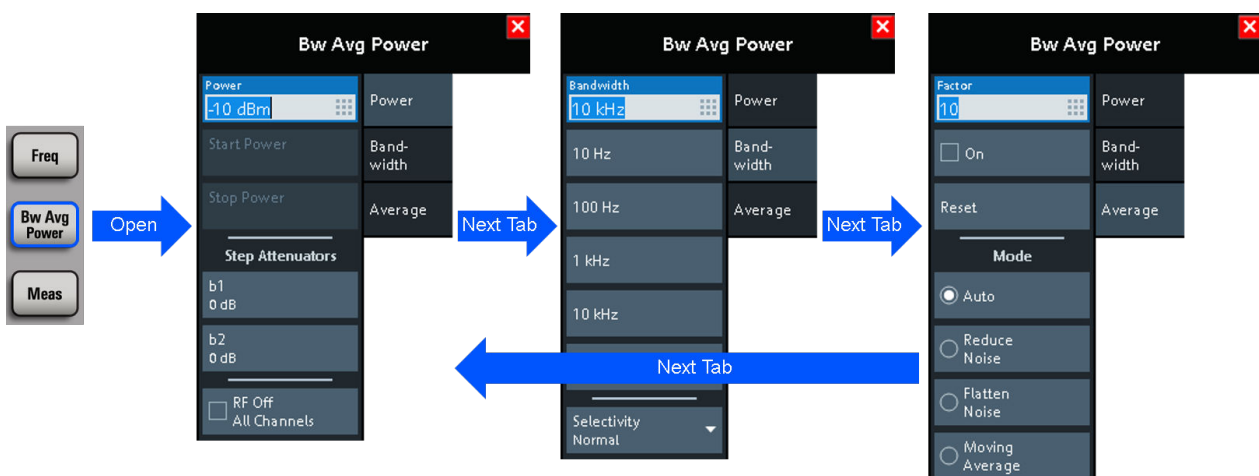 Freq
Bw Avg
Power
Meas
Open
Bw Avg Power
Power
-10 dBm
Start Power
Stop Power
Step Attenuators
b1
0 dB
b2
0 dB
RF Off
All Channels
Power
Band-
width
Average
Next Tab
Bw Avg Power
Bandwidth
10 kHz
10 Hz
100 Hz
1 kHz
10 kHz
Selectivity
Normal
Power
Band-
width
Average
Next Tab
Bw Avg Power
Factor
10
On
Reset
Mode
Auto
Reduce
Noise
Flatten
Noise
Moving
Average
Power
Band-
width
Average
Next Tab